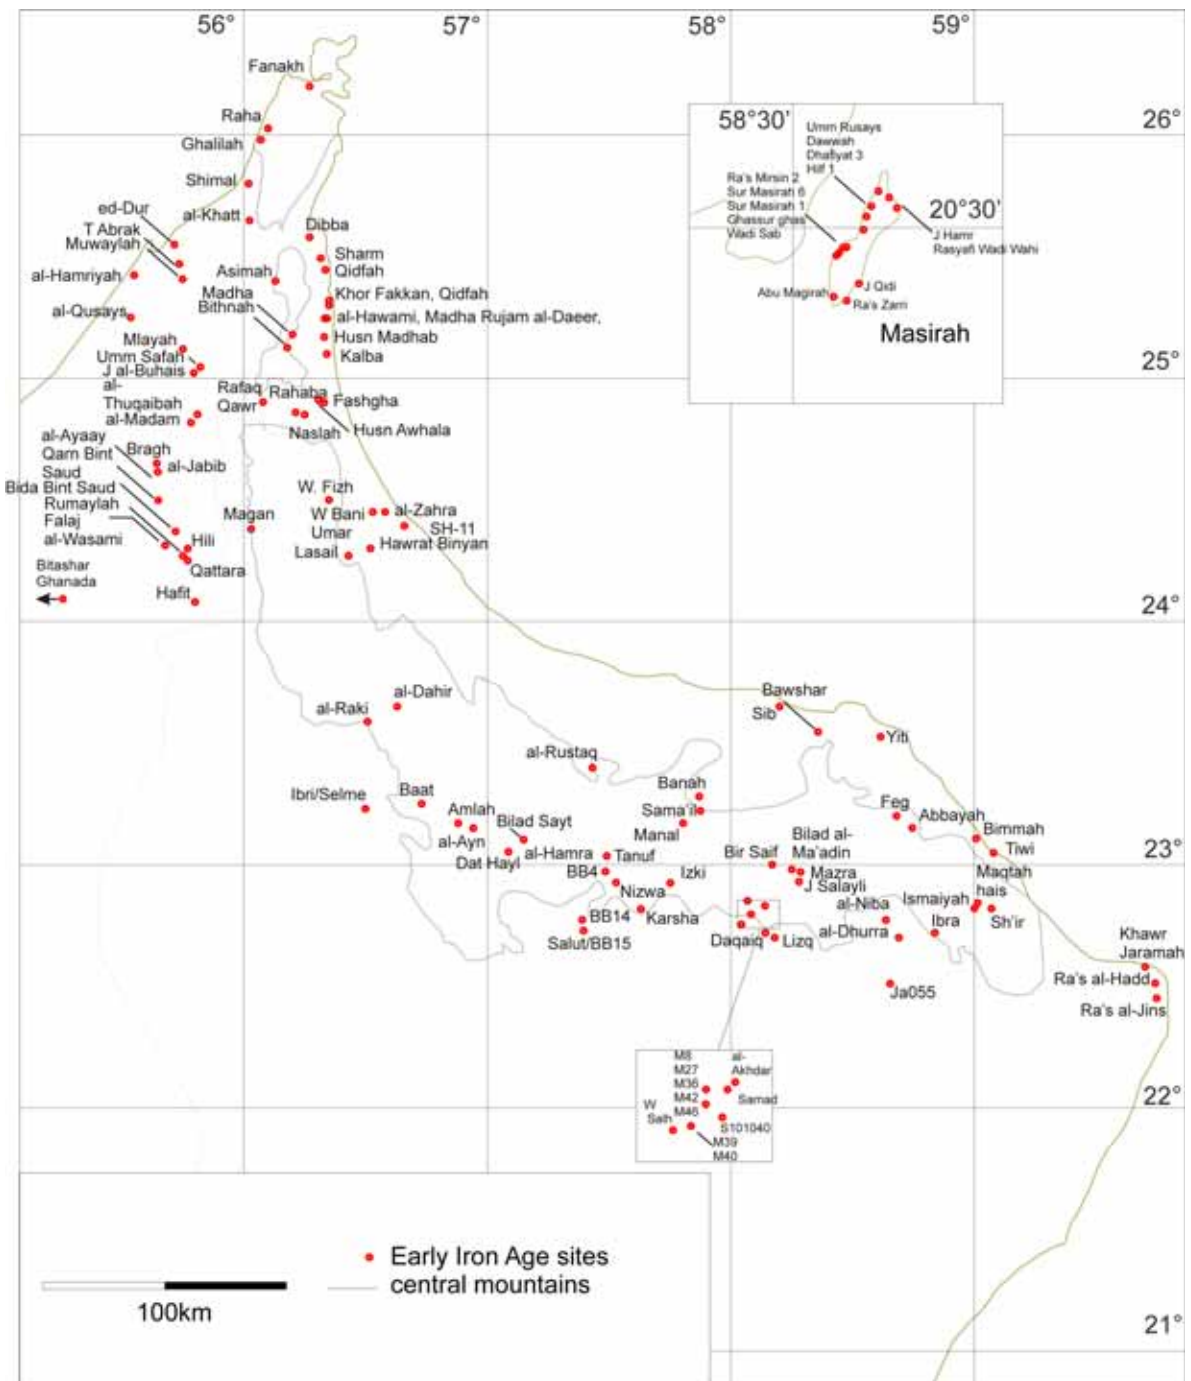 56°
57°
58°
59°
Fanakh
Raha
Ghalilah
26°
Shimal
al-Khatt
ed-Dur
T Abrak
Muwaylah
al-Hamriyah
al-Qusays
Asimah
Madha
Bithnah
Dibba
Sharm
Qidfah
Khor Fakkan, Qidfah
al-Hawami, Madha Rujam al-Daeer,
Husn Madhab
Kalba
58°30'
Umm Rusays
Dawwah
Dhafiyat 3
Hilf 1
Ra's Mirsin 2
Sur Masirah 6
Sur Masirah 1
Ghassur ghas
Wadi Sab
20°30'
J Hamr
Rasyafi Wadi Wahi
Abu Magirah
J Qidi
Ra's Zarri
Masirah
Mlayah
Umm Safah
J al-Buhais
al-
Thuqaibah
al-Madam
25°
Rafaq
Qawr
Rahaba
Fashgha
Naslah
Husn Awhala
al-Ayaay
Bragh
al-Jabib
Qarn Bint
Saud
Bida Bint Saud
Rumaylah
Falaj
al-Wasami
Hili
Qattara
Bitashar
Ghanada
Hafit
Magan
W. Fizh
W Bani
Umar
al-Zahra
SH-11
Hawrat Binyan
Lasail
24°
al-Dahir
al-Raki
Bawshar
Sib
Yiti
al-Rustaq
Ibri/Selme
Baat
Amlah
al-Ayn
Bilad Sayt
Dat Hayl
al-Hamra
Banah
Sama'il
Manal
Feg
Abbayah
Bimmah
Tiwi
23°
Tanuf
BB4
Nizwa
Izki
Bir Saif
Bilad al-
Ma'adin
Mazra
J Salayli
Maqtah
hais
Ismaiyah
al-Niba
Ibra
Sh'ir
BB14
Karsha
Salut/BB15
Daqaiq
Lizq
al-Dhurra
Khawr
Jaramah
Ja055
Ra's al-Hadd
Ra's al-Jins
M8
M27
M36
M42
M46
al-
Akhdar
Samad
W
Salh
S101040
M39
M40
22°
Early Iron Age sites
central mountains
100km
21°